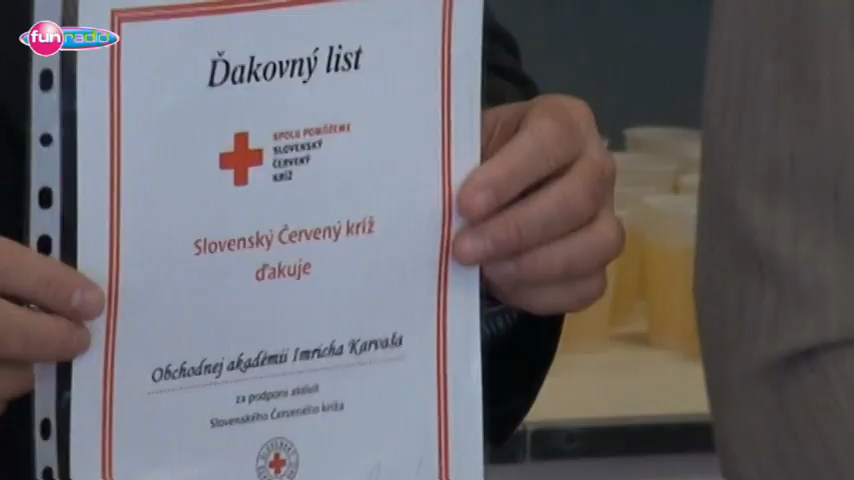 fun radio
Ďakovný list
SPOLU POMÔŽEME
SLOVENSKÝ
ČERVENÝ
KRÍŽ
Slovenský Červený kríž
ďakuje
Obchodnej akadémii Imricha Karvaša
za podporu aktivít
Slovenského Červeného kríža